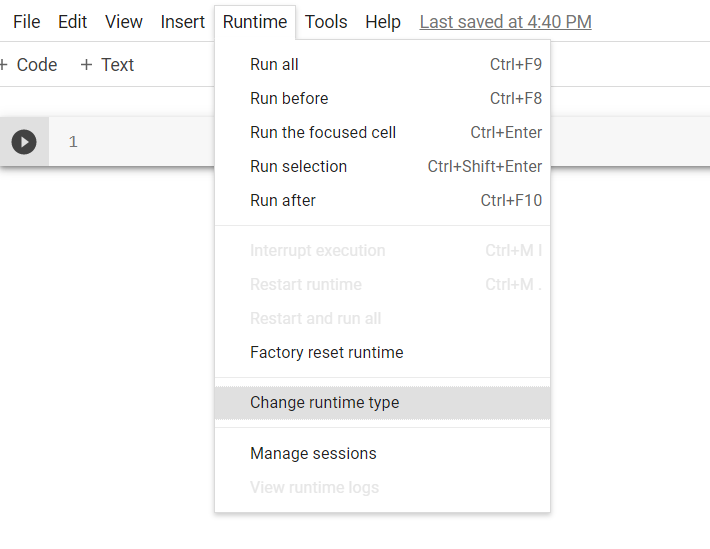 File Edit View Insert Runtime Tools Help Last saved at 4:40 PM
+ Code + Text
Run all Ctrl+F9
Run before Ctrl+F8
1
Run the focused cell Ctrl+Enter
Run selection Ctrl+Shift+Enter
Run after Ctrl+F10
Interrupt execution Ctrl+M I
Restart runtime Ctrl+M .
Restart and run all
Factory reset runtime
Change runtime type
Manage sessions
View runtime logs